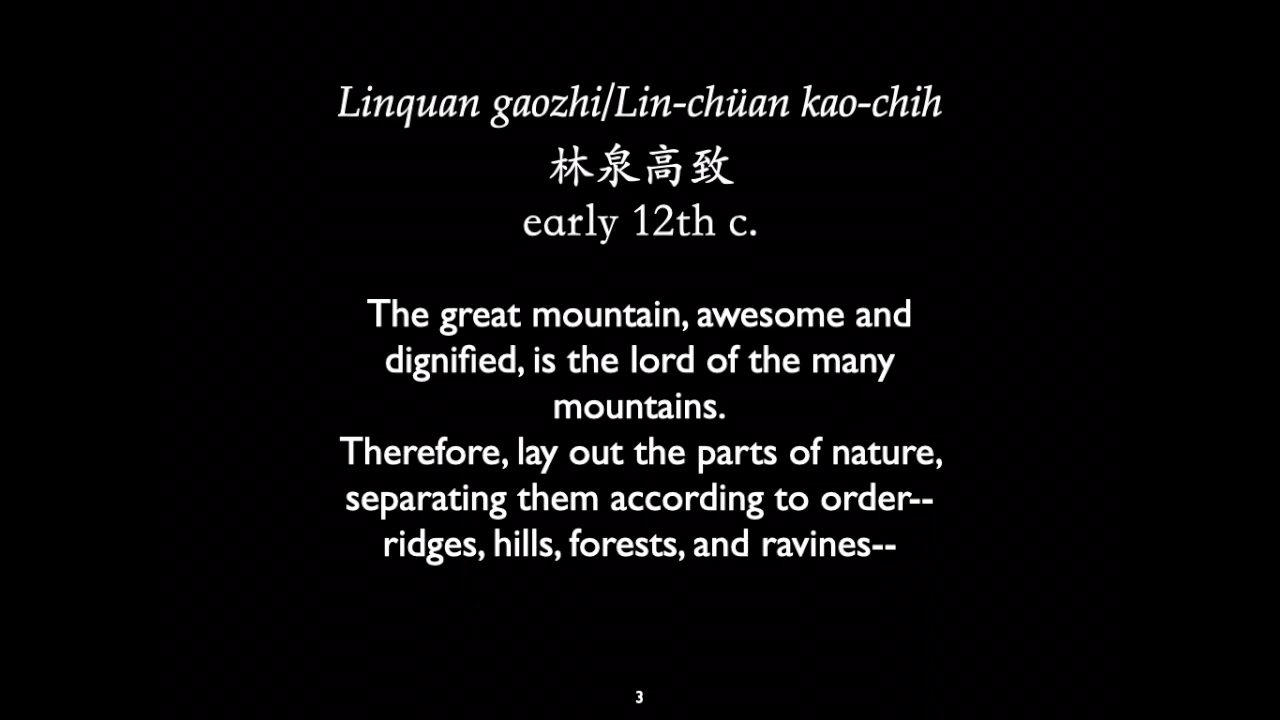 Linquan gaozhi/Lin-chüan kao-chih
林泉高致
early 12th c.
The great mountain, awesome and
dignified, is the lord of the many
mountains.
Therefore, lay out the parts of nature,
separating them according to order--
ridges, hills, forests, and ravines--
3